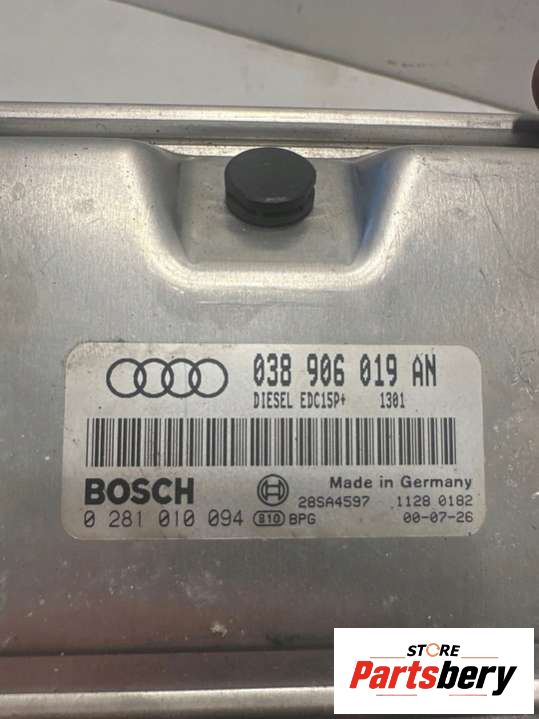 038 906 019 AN
DIESEL EDC15P+ 1301
BOSCH
Made in Germany
28SA4597 1128 0182
0 281 010 094 S10 BPG 00-07-26
STORE
Partsbery